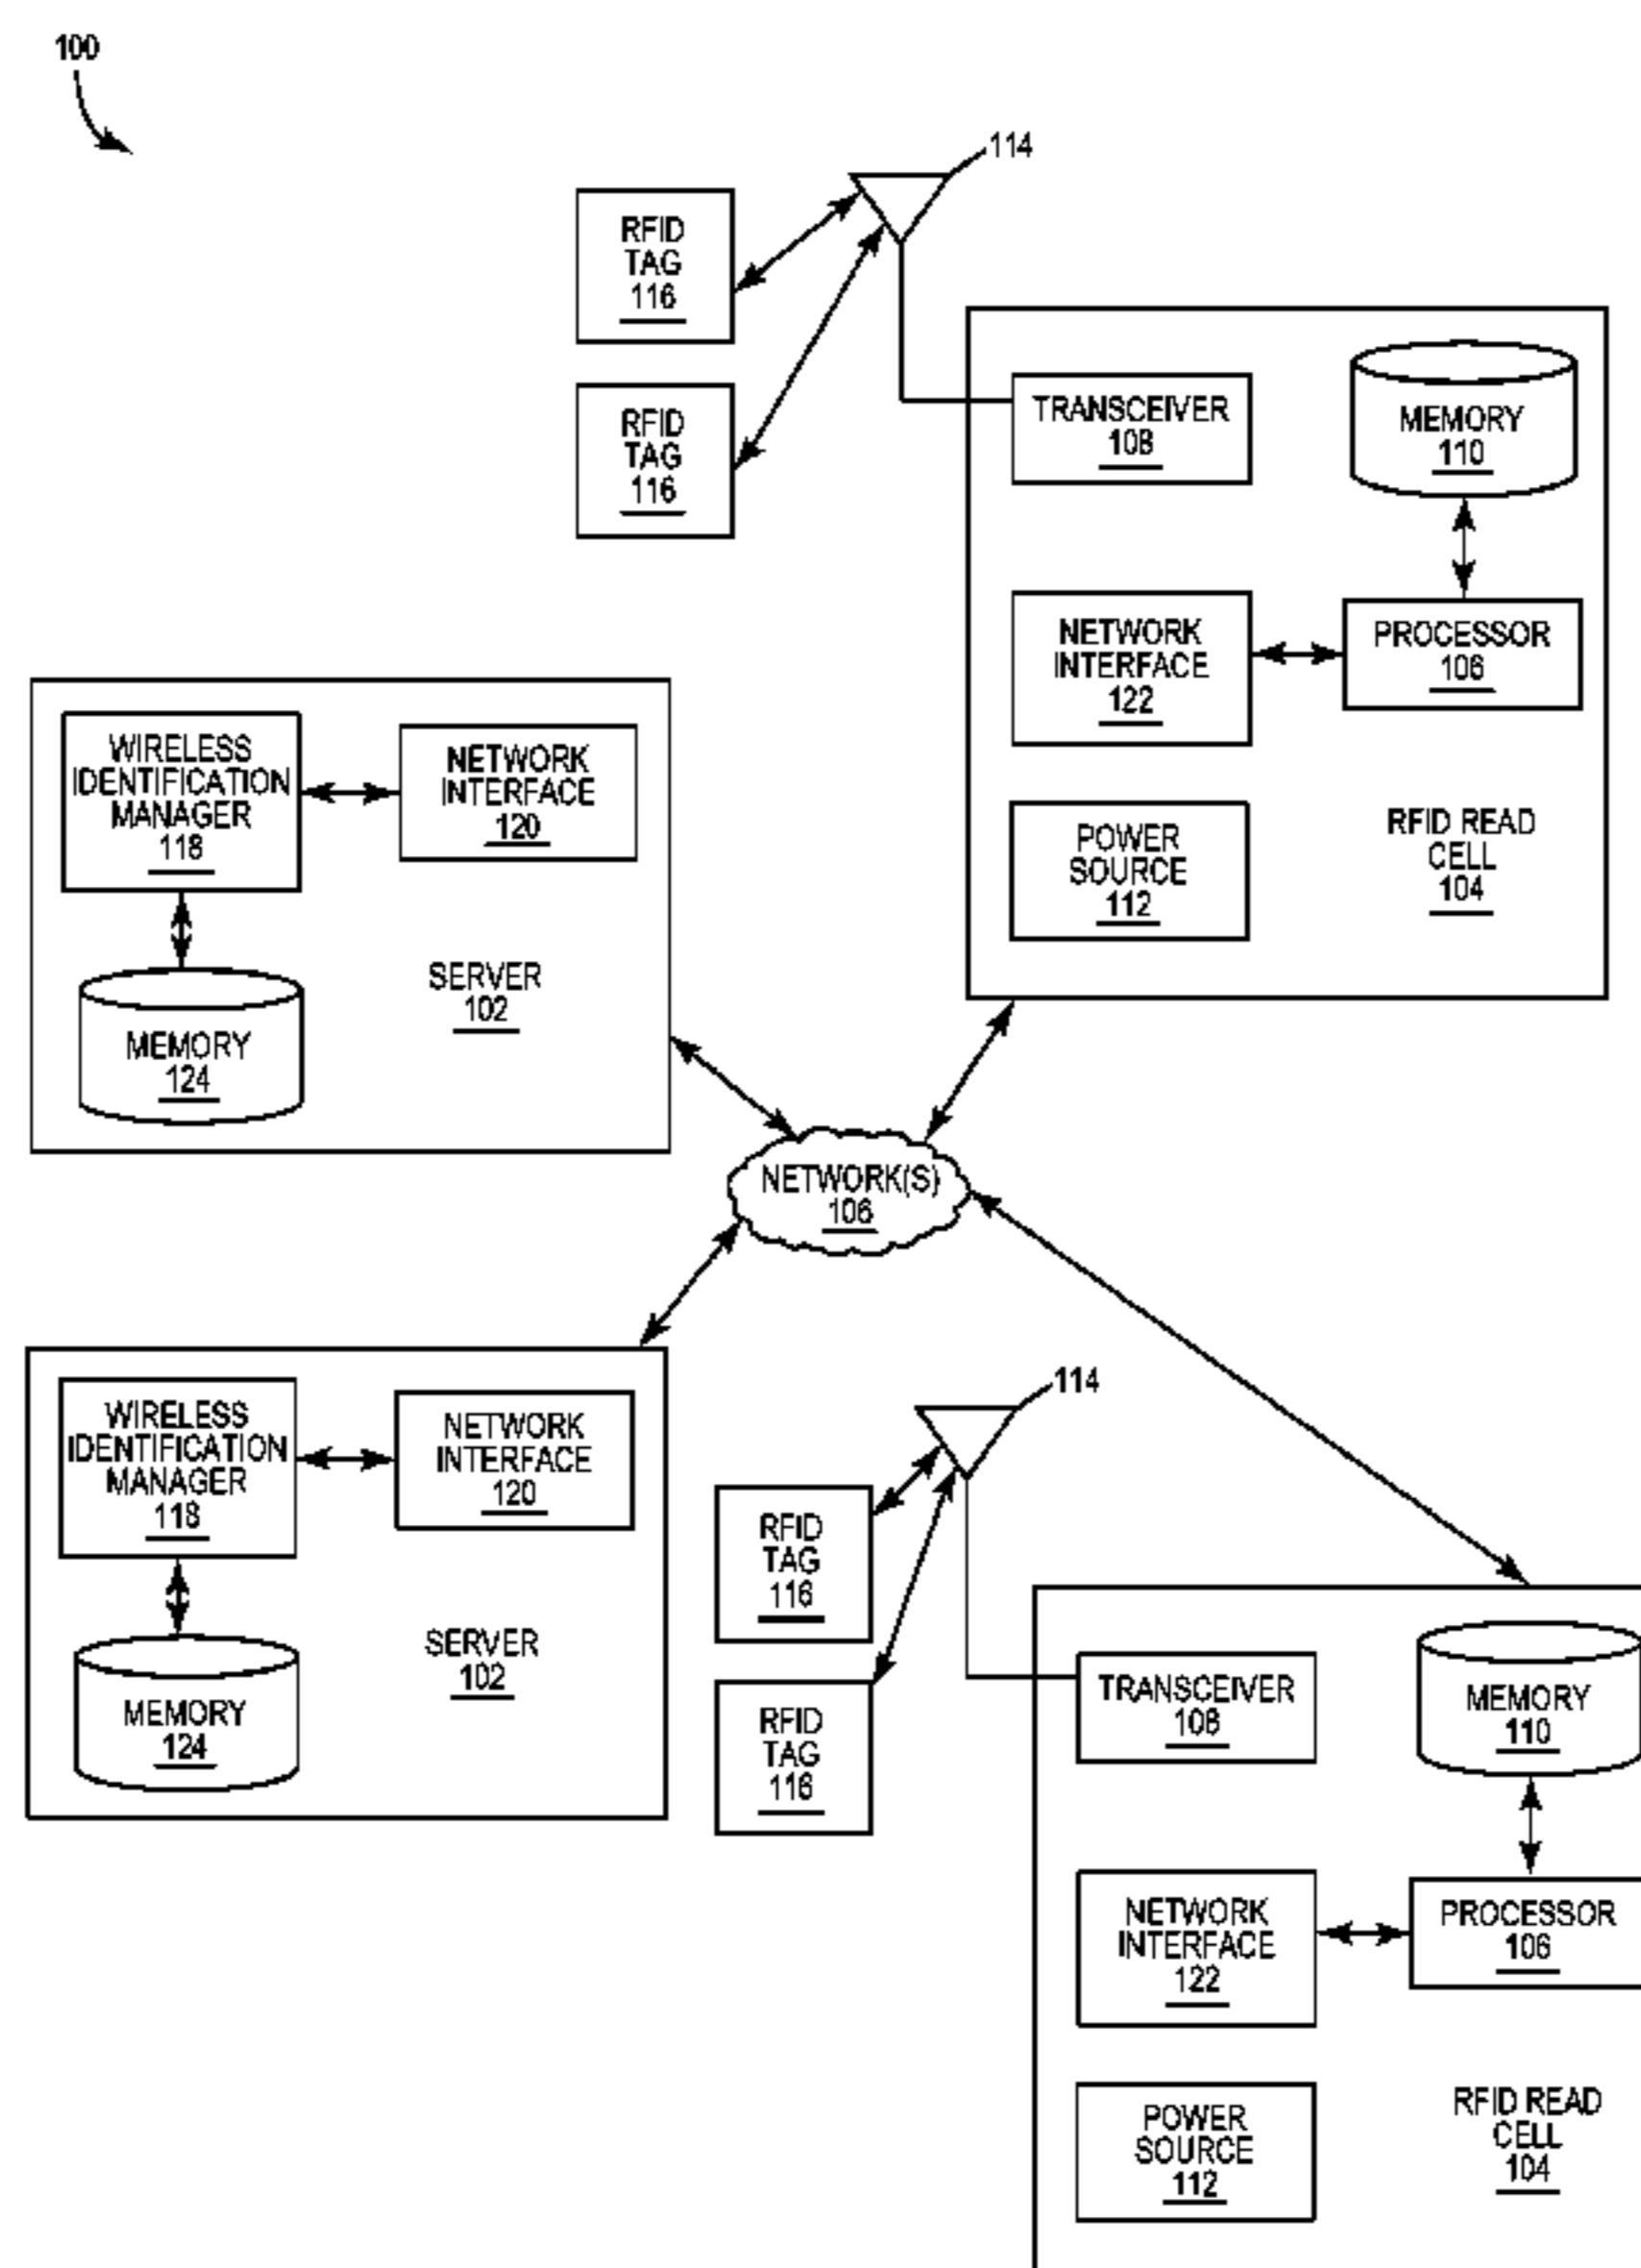 100
114
RFID
TAG
116
RFID
TAG
116
TRANSCEIVER
108
MEMORY
110
NETWORK
INTERFACE
122
PROCESSOR
106
POWER
SOURCE
112
RFID READ
CELL
104
WIRELESS
IDENTIFICATION
MANAGER
118
NETWORK
INTERFACE
120
MEMORY
124
SERVER
102
NETWORK(S)
106
WIRELESS
IDENTIFICATION
MANAGER
118
NETWORK
INTERFACE
120
MEMORY
124
SERVER
102
114
RFID
TAG
116
RFID
TAG
116
TRANSCEIVER
108
MEMORY
110
NETWORK
INTERFACE
122
PROCESSOR
106
POWER
SOURCE
112
RFID READ
CELL
104